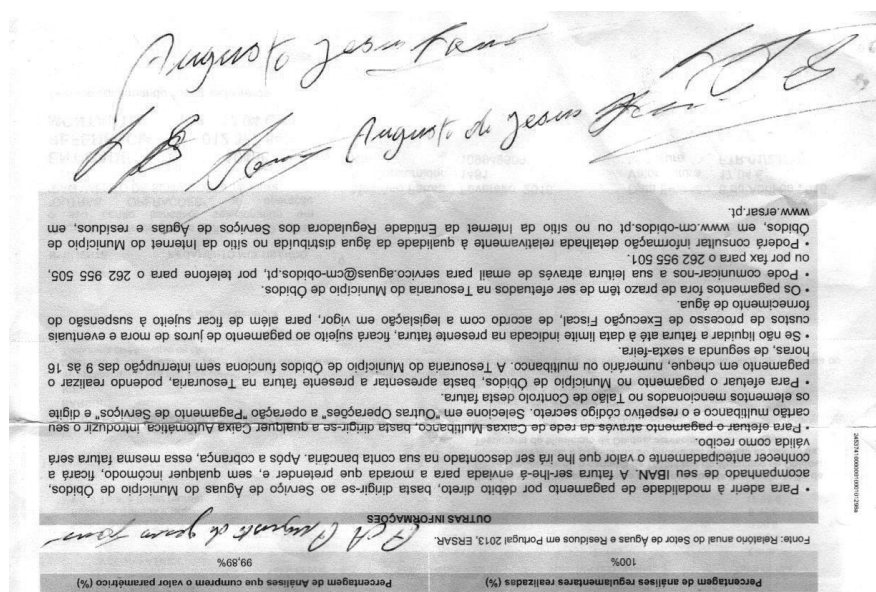 Augusto Jesus
Augusto de Jesus
Percentagem de análises regulamentares realizadas (%) Percentagem de Análises que cumprem o valor paramétrico (%)
100% 99,89%
Fonte: Relatório anual do Setor de Águas e Resíduos em Portugal 2013, ERSAR.
Augusto de Jesus
OUTRAS INFORMAÇÕES
• Para aderir à modalidade de pagamento por débito direto, basta dirigir-se ao Serviço de Águas do Município de Óbidos,
acompanhado de seu IBAN. A fatura ser-lhe-á enviada para a morada que pretender e, sem qualquer incómodo, ficará a
conhecer antecipadamente o valor que lhe irá ser descontado na sua conta bancária. Após a cobrança, essa mesma fatura será
válida como recibo.
• Para efetuar o pagamento através da rede de Caixas Multibanco, basta dirigir-se a qualquer Caixa Automática, introduzir o seu
cartão multibanco e o respetivo código secreto. Selecione em "Outras Operações" a operação "Pagamento de Serviços" e digite
os elementos mencionados no Talão de Controlo desta fatura.
• Para efetuar o pagamento no Município de Óbidos, basta apresentar a presente fatura na Tesouraria, podendo realizar o
pagamento em cheque, numerário ou multibanco. A Tesouraria do Município de Óbidos funciona sem interrupção das 9 às 16
horas, de segunda a sexta-feira.
• Se não liquidar a fatura até à data limite indicada na presente fatura, ficará sujeito ao pagamento de juros de mora e eventuais
custos de processo de Execução Fiscal, de acordo com a legislação em vigor, para além de ficar sujeito à suspensão do
fornecimento de água.
• Os pagamentos fora de prazo têm de ser efetuados na Tesouraria do Município de Óbidos.
• Pode comunicar-nos a sua leitura através de email para servico.aguas@cm-obidos.pt, por telefone para o 262 955 505,
ou por fax para o 262 955 501.
• Poderá consultar informação detalhada relativamente à qualidade da água distribuída no sítio da Internet do Município de
Óbidos, em www.cm-obidos.pt ou no sítio da Internet da Entidade Reguladora dos Serviços de Águas e resíduos, em
www.ersar.pt.